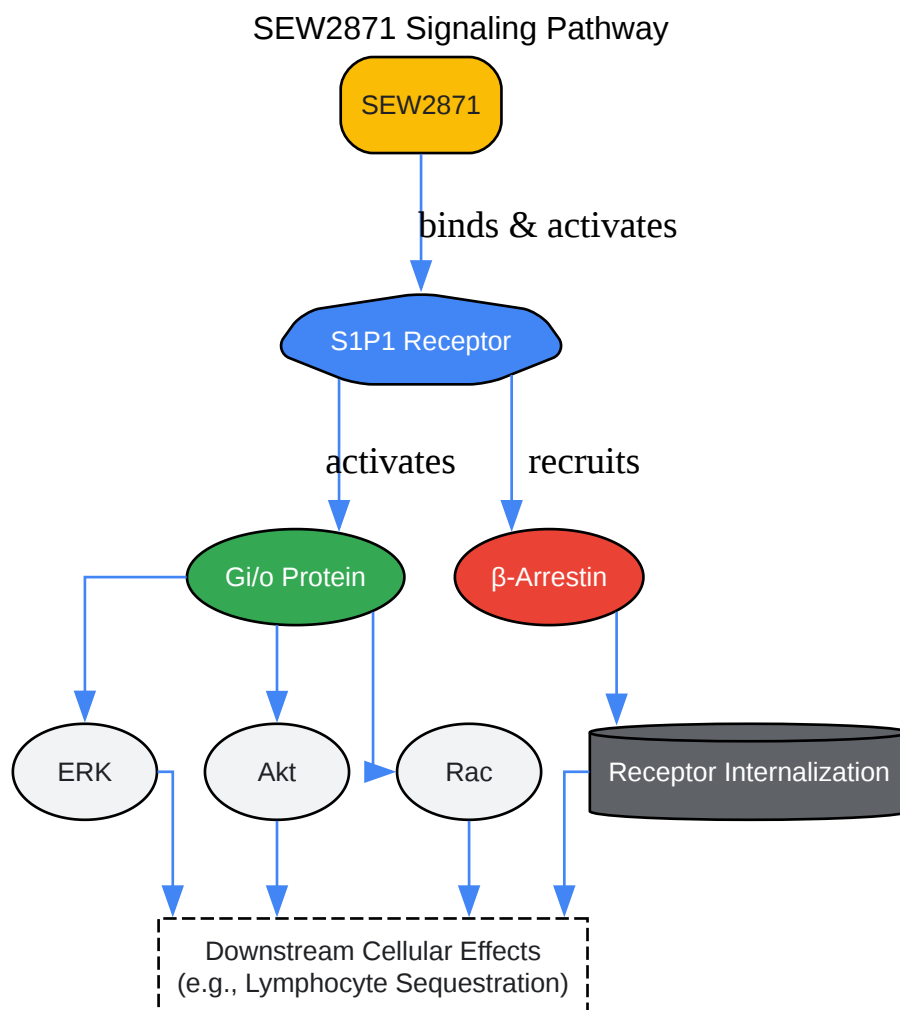 SEW2871 Signaling Pathway
SEW2871
binds & activates
S1P1 Receptor
activates
recruits
Gi/o Protein
β-Arrestin
ERK
Akt
Rac
Receptor Internalization
Downstream Cellular Effects
(e.g., Lymphocyte Sequestration)